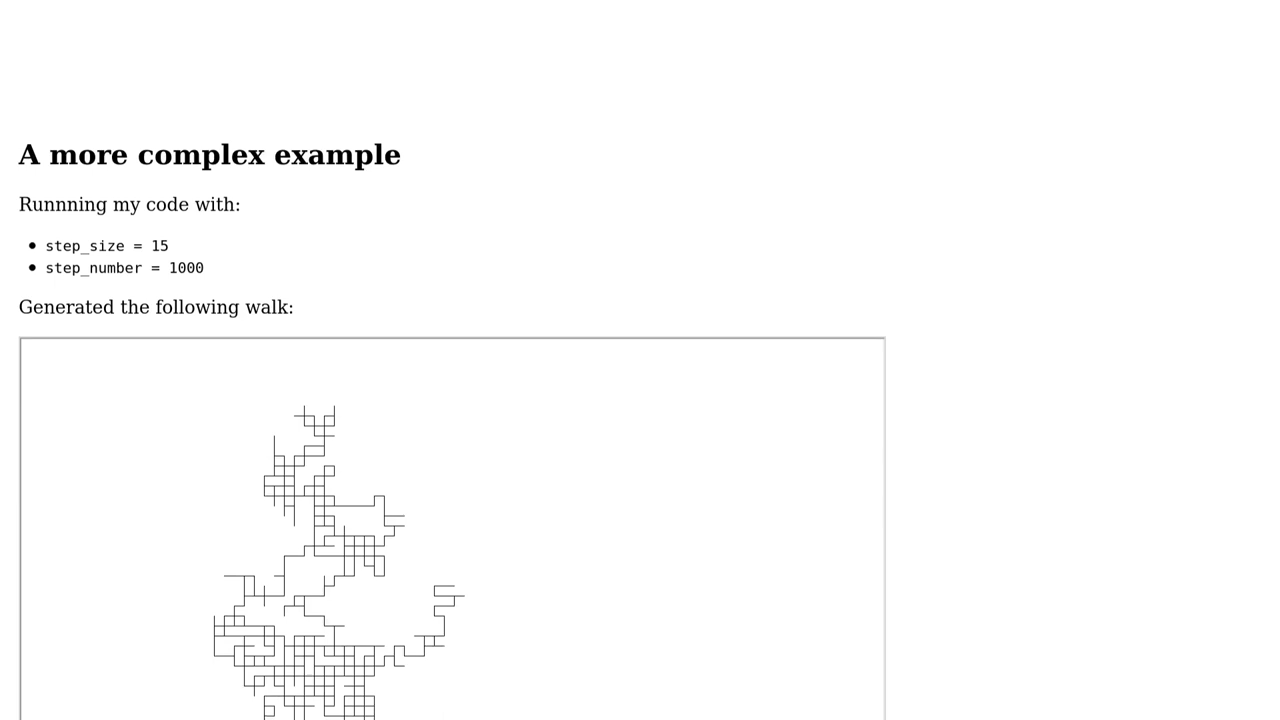 A more complex example
Runnning my code with:
step_size = 15
step_number = 1000
Generated the following walk: